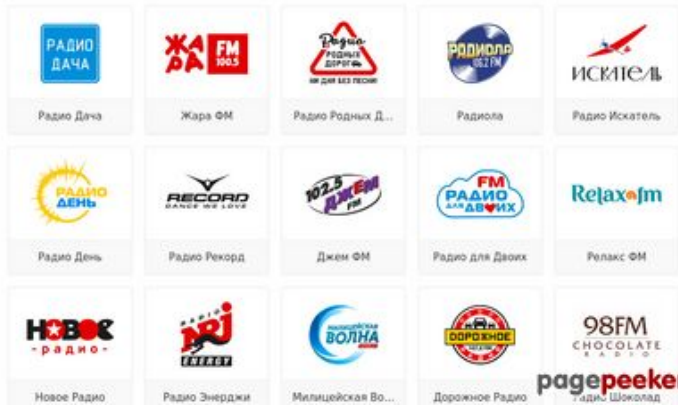 РАДИО
ДАЧА
ЖАРА
FM
100.5
Радио
РОДНЫХ
ДОРОГ
НИ ДНЯ БЕЗ ПЕСНИ!
РАДИОЛА
106.2 FM
ИСКАТЕЛЬ
Радио Дача
Жара ФМ
Радио Родных Д...
Радиола
Радио Искатель
РАДИО
ДЕНЬ
RECORD
DANCE WE LOVE
102.5
ДЖЕМ
FM
FM
РАДИО
ДЛЯ ДВОИХ
Relax fm
Радио День
Радио Рекорд
Джем ФМ
Радио для Двоих
Релакс ФМ
НОВОЕ
- радио -
RADIO
NRJ
ENERGY
МИЛИЦЕЙСКАЯ
ВОЛНА
ДОРОЖНОЕ
98FM
CHOCOLATE
RADIO
Новое Радио
Радио Энерджи
Милицейская Во...
Дорожное Радио
Радио Шоколад
pagepeeker